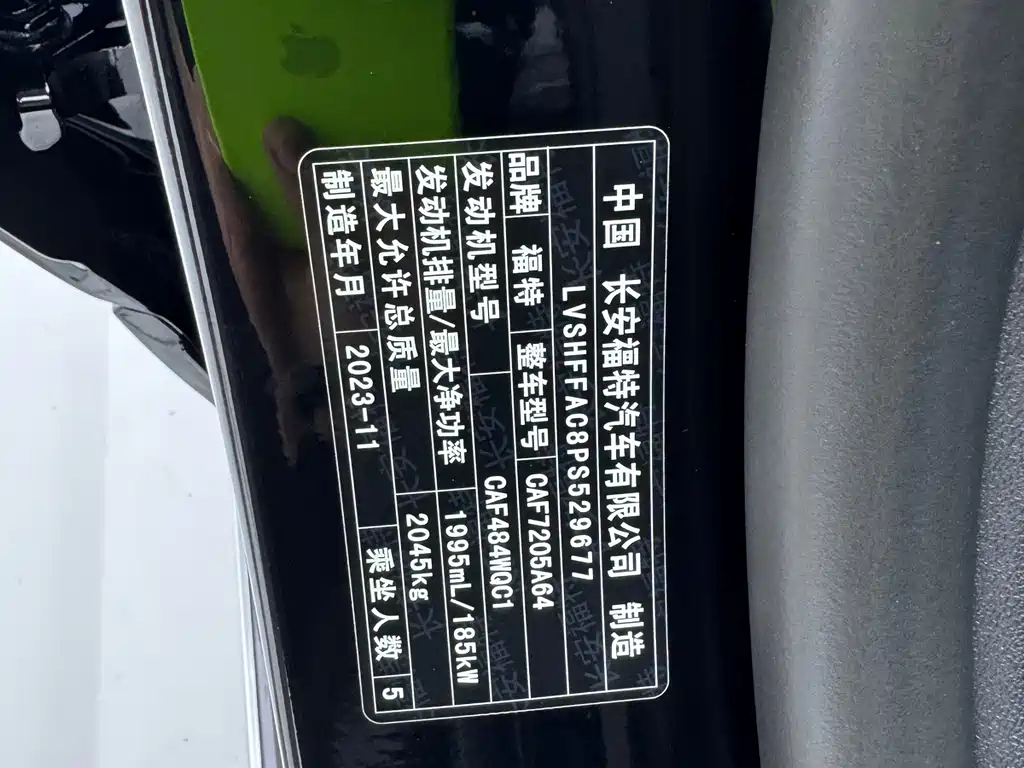 中国 长安福特汽车有限公司 制造
LVSHFFAC8PS529677
品牌 福特 整车型号 CAF7205A64
发动机型号 CAF484WQC1
发动机排量/最大净功率 1995mL/185kW
最大允许总质量 2045kg
制造年月 2023-11 乘坐人数 5